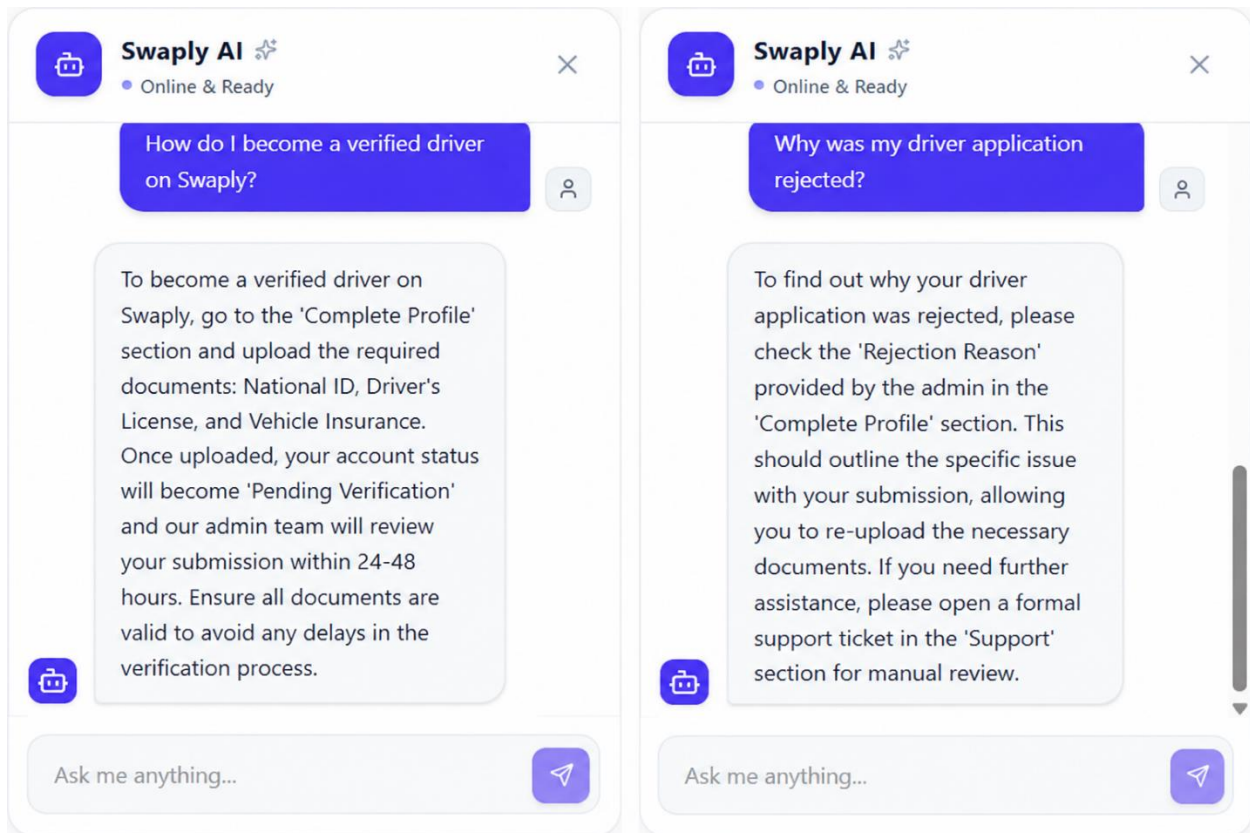 Swaply AI
Online & Ready
How do I become a verified driver
on Swaply?
To become a verified driver on
Swaply, go to the 'Complete Profile'
section and upload the required
documents: National ID, Driver's
License, and Vehicle Insurance.
Once uploaded, your account status
will become 'Pending Verification'
and our admin team will review
your submission within 24-48
hours. Ensure all documents are
valid to avoid any delays in the
verification process.
Ask me anything...
Swaply AI
Online & Ready
Why was my driver application
rejected?
To find out why your driver
application was rejected, please
check the 'Rejection Reason'
provided by the admin in the
'Complete Profile' section. This
should outline the specific issue
with your submission, allowing
you to re-upload the necessary
documents. If you need further
assistance, please open a formal
support ticket in the 'Support'
section for manual review.
Ask me anything...